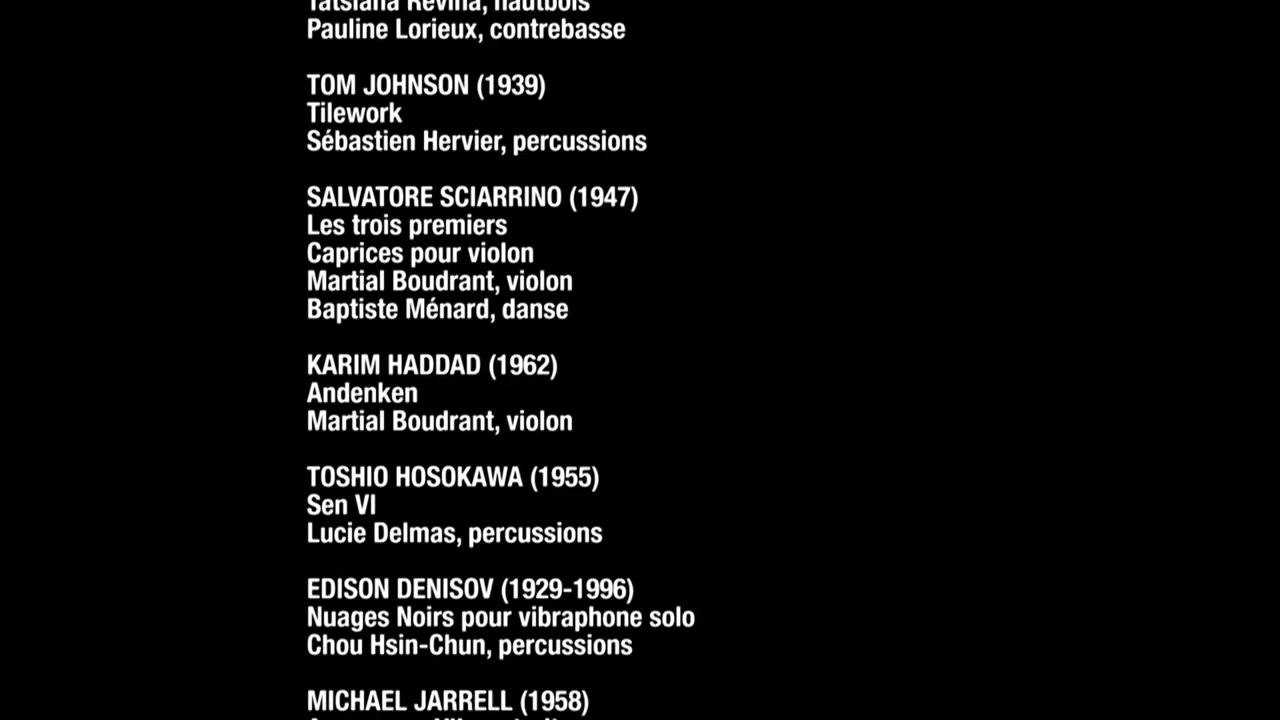 Tatsiana Revina, hautbois
Pauline Lorieux, contrebasse
TOM JOHNSON (1939)
Tilework
Sébastien Hervier, percussions
SALVATORE SCIARRINO (1947)
Les trois premiers
Caprices pour violon
Martial Boudrant, violon
Baptiste Ménard, danse
KARIM HADDAD (1962)
Andenken
Martial Boudrant, violon
TOSHIO HOSOKAWA (1955)
Sen VI
Lucie Delmas, percussions
EDISON DENISOV (1929-1996)
Nuages Noirs pour vibraphone solo
Chou Hsin-Chun, percussions
MICHAEL JARRELL (1958)